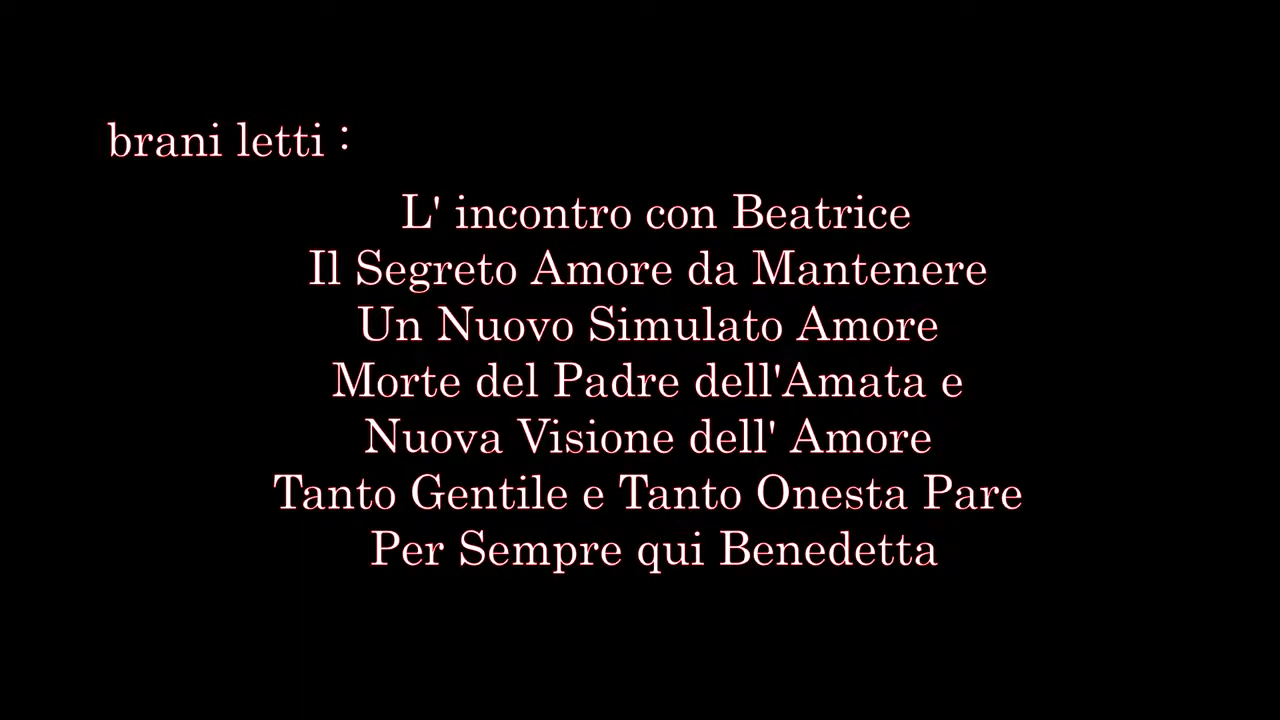 brani letti :
L' incontro con Beatrice
Il Segreto Amore da Mantenere
Un Nuovo Simulato Amore
Morte del Padre dell'Amata e
Nuova Visione dell' Amore
Tanto Gentile e Tanto Onesta Pare
Per Sempre qui Benedetta